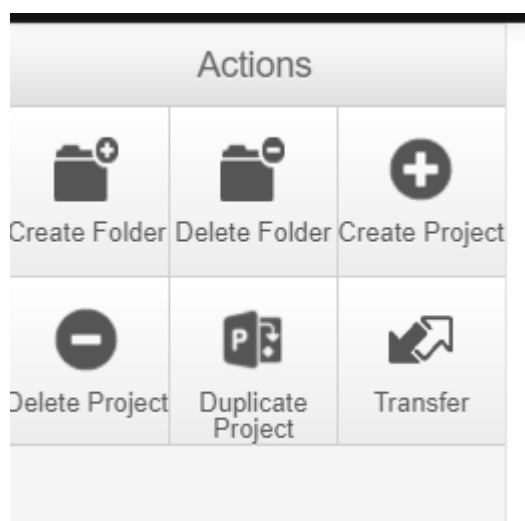 Actions
Create Folder Delete Folder Create Project
P
Delete Project Duplicate Project Transfer